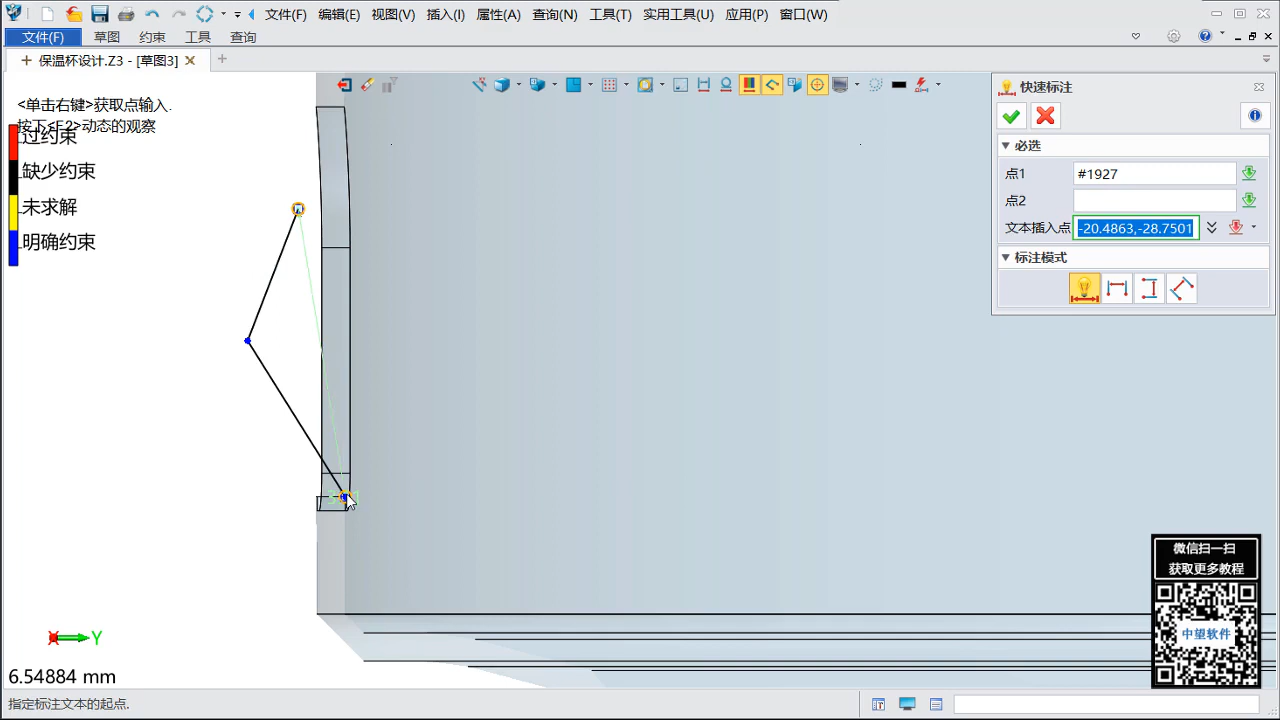 文件(F) 编辑(E) 视图(V) 插入(I) 属性(A) 查询(N) 工具(T) 实用工具(U) 应用(P) 窗口(W)
文件(F) 草图 约束 工具 查询
保温杯设计.Z3 - [草图3]
<单击右键>获取点输入.
按下<F2>动态的观察
过约束
缺少约束
未求解
明确约束
快速标注
必选
点1 #1927
点2
文本插入点 -20.4863,-28.7501
标注模式
微信扫一扫
获取更多教程
中望软件
X Y
6.54884 mm
指定标注文本的起点.